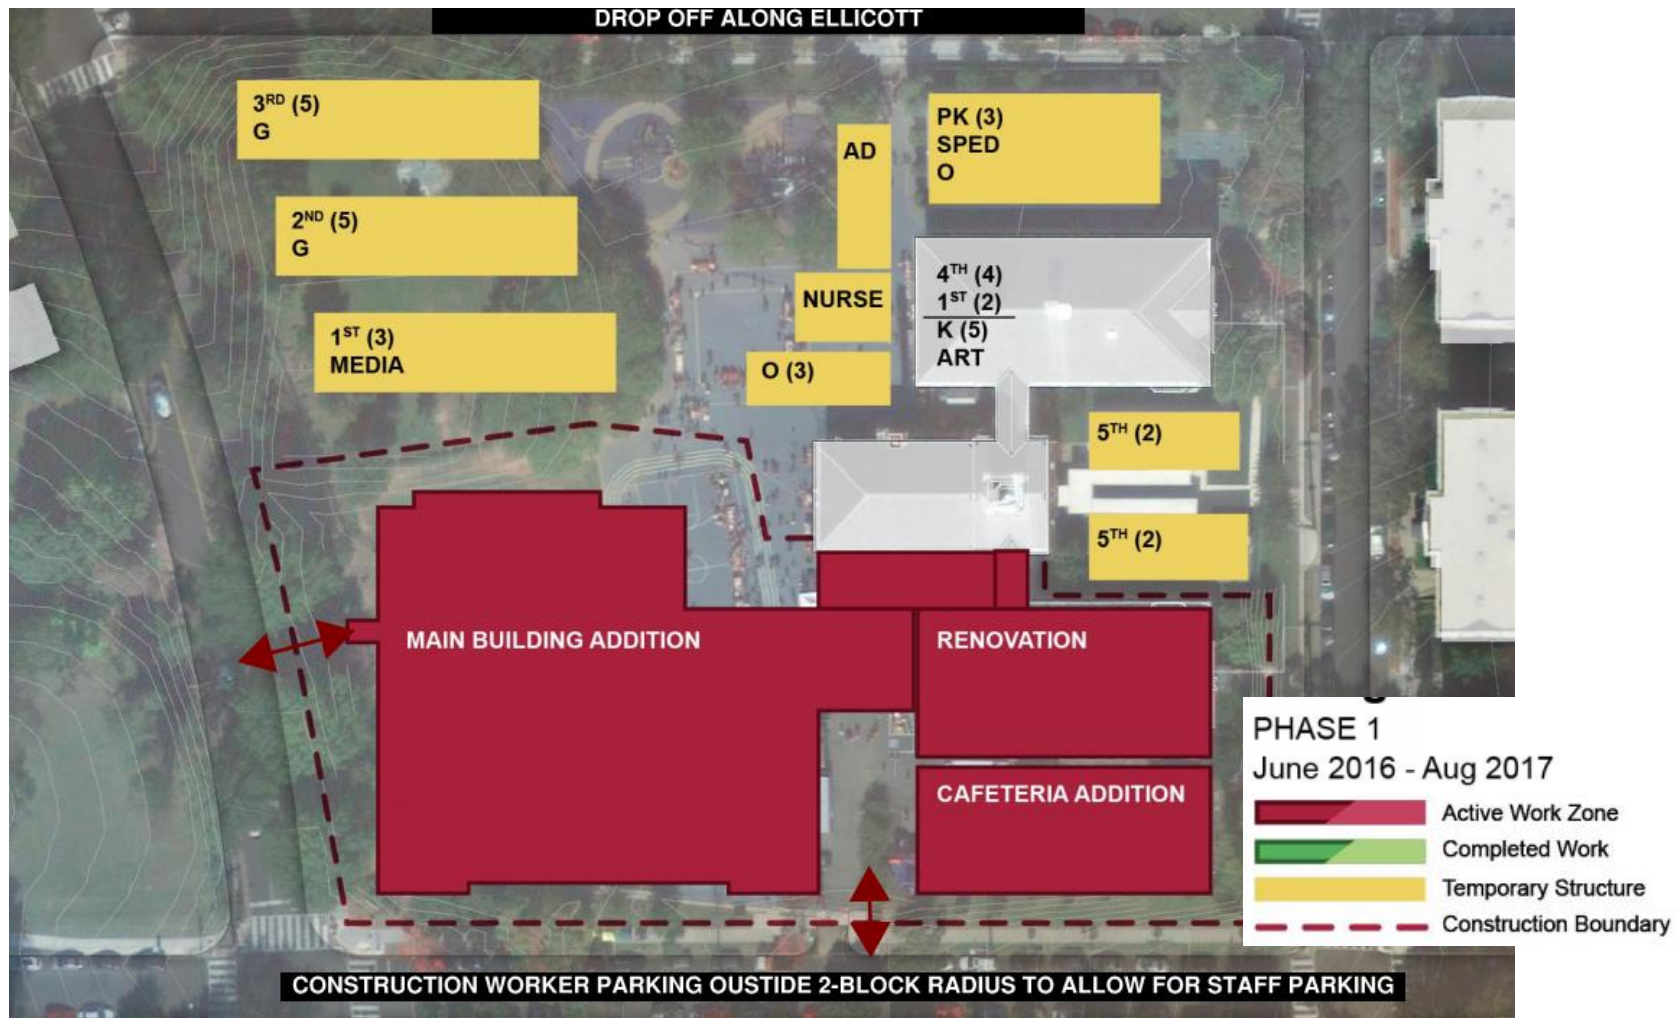 DROP OFF ALONG ELLICOTT
3RD (5)
G
2ND (5)
G
1ST (3)
MEDIA
AD
NURSE
O (3)
PK (3)
SPED
O
4TH (4)
1ST (2)
K (5)
ART
5TH (2)
5TH (2)
MAIN BUILDING ADDITION
RENOVATION
CAFETERIA ADDITION
PHASE 1
June 2016 - Aug 2017
Active Work Zone
Completed Work
Temporary Structure
Construction Boundary
CONSTRUCTION WORKER PARKING OUSTIDE 2-BLOCK RADIUS TO ALLOW FOR STAFF PARKING